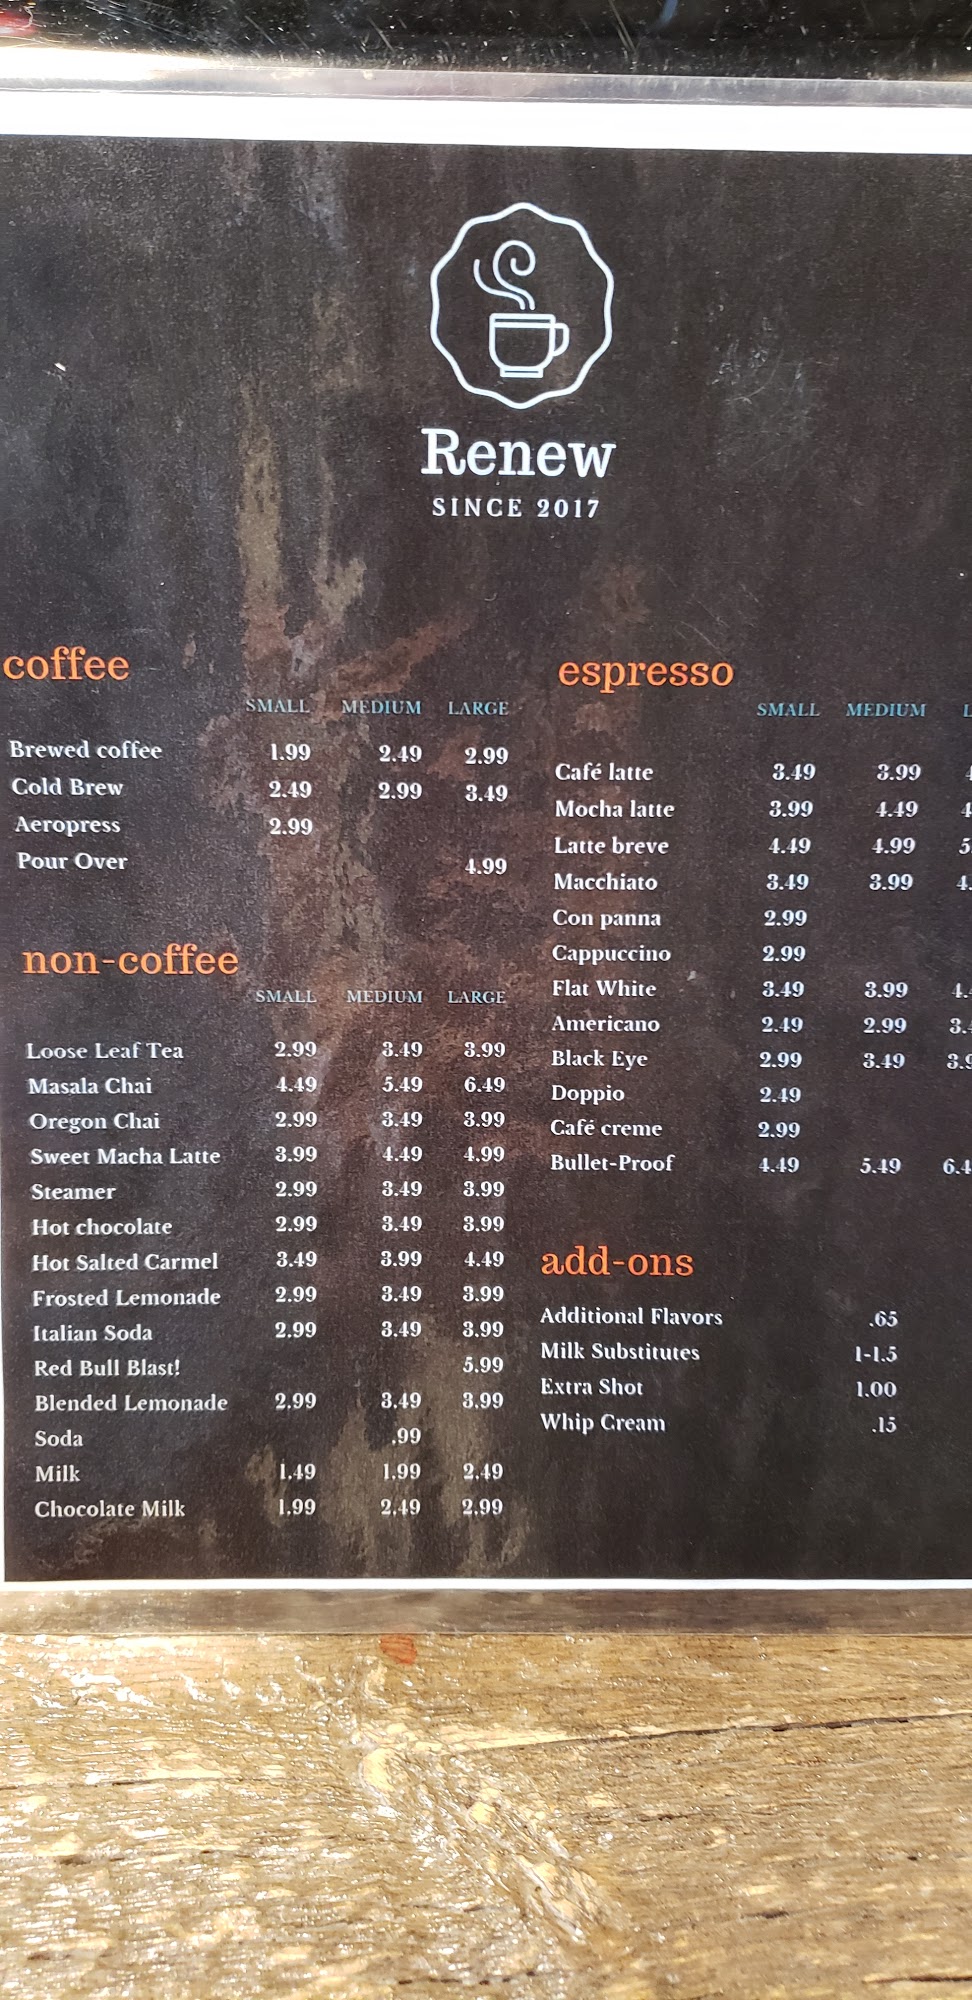 Renew
SINCE 2017
coffee
SMALL MEDIUM LARGE
Brewed coffee 1.99 2.49 2.99
Cold Brew 2.49 2.99 3.49
Aeropress 2.99
Pour Over 4.99
non-coffee
SMALL MEDIUM LARGE
Loose Leaf Tea 2.99 3.49 3.99
Masala Chai 4.49 5.49 6.49
Oregon Chai 2.99 3.49 3.99
Sweet Macha Latte 3.99 4.49 4.99
Steamer 2.99 3.49 3.99
Hot chocolate 2.99 3.49 3.99
Hot Salted Carmel 3.49 3.99 4.49
Frosted Lemonade 2.99 3.49 3.99
Italian Soda 2.99 3.49 3.99
Red Bull Blast! 5.99
Blended Lemonade 2.99 3.49 3.99
Soda .99
Milk 1.49 1.99 2.49
Chocolate Milk 1.99 2.49 2.99
espresso
SMALL MEDIUM
Café latte 3.49 3.99
Mocha latte 3.99 4.49
Latte breve 4.49 4.99
Macchiato 3.49 3.99
Con panna 2.99
Cappuccino 2.99
Flat White 3.49 3.99
Americano 2.49 2.99
Black Eye 2.99 3.49
Doppio 2.49
Café creme 2.99
Bullet-Proof 4.49 5.49
add-ons
Additional Flavors .65
Milk Substitutes 1-1.5
Extra Shot 1.00
Whip Cream .15